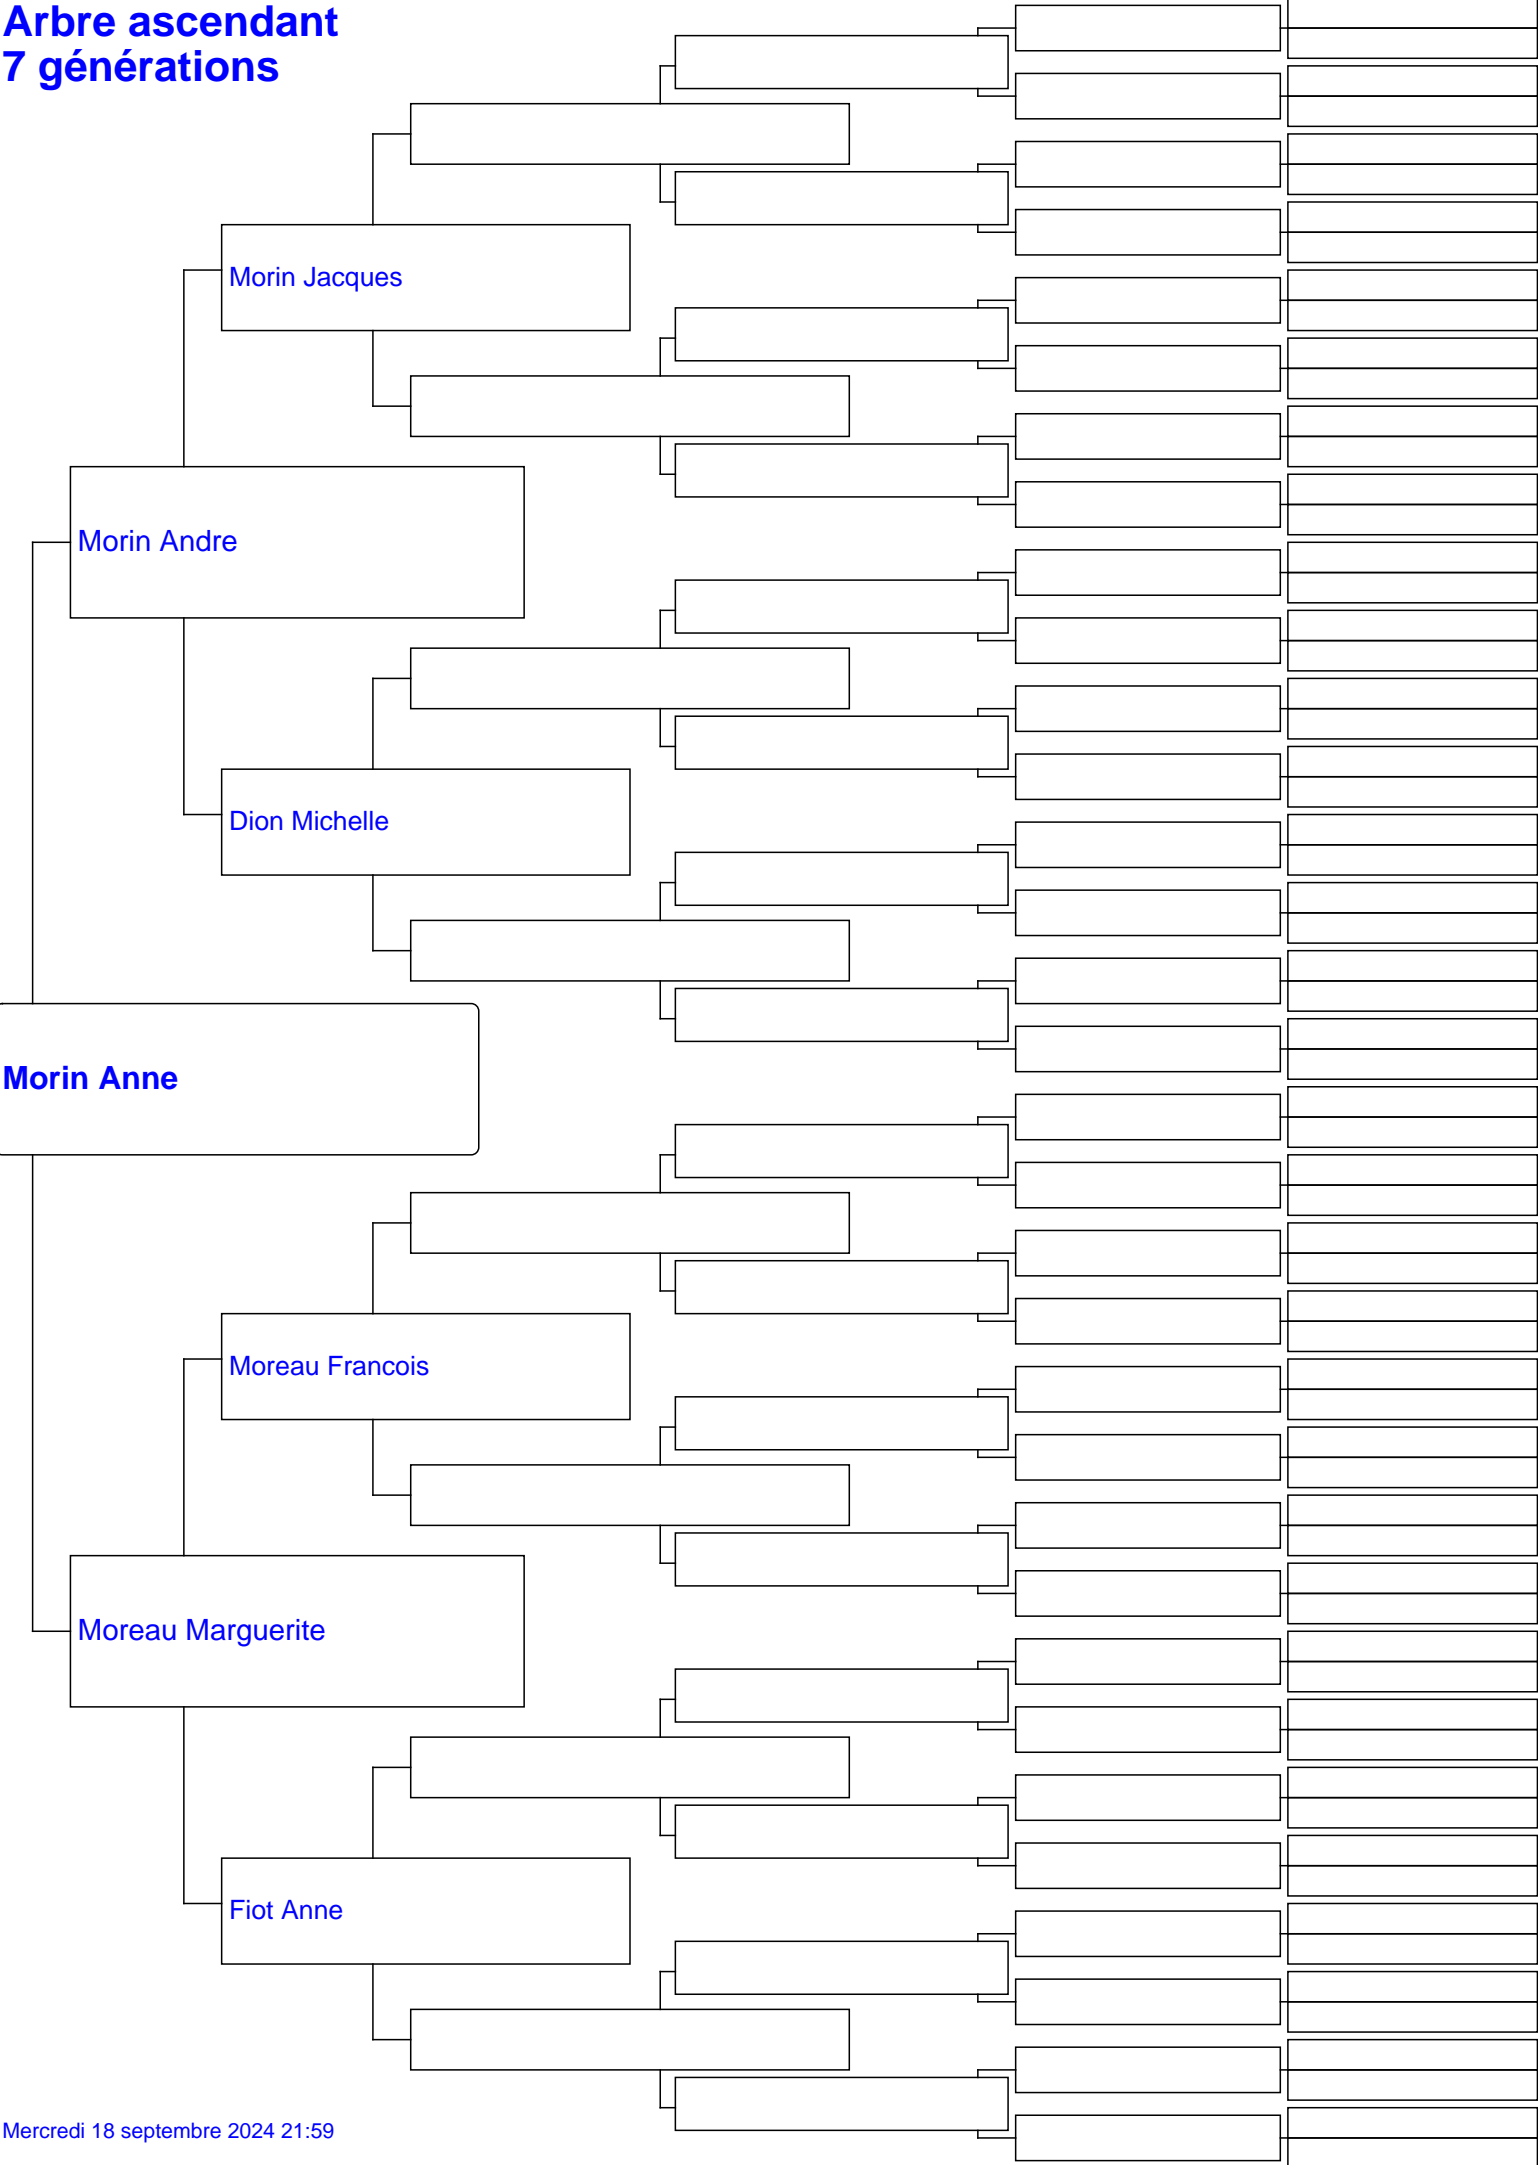 Arbre ascendant
7 générations
Morin Jacques
Morin Andre
Dion Michelle
Morin Anne
Moreau Francois
Moreau Marguerite
Fiot Anne
Mercredi 18 septembre 2024 21:59